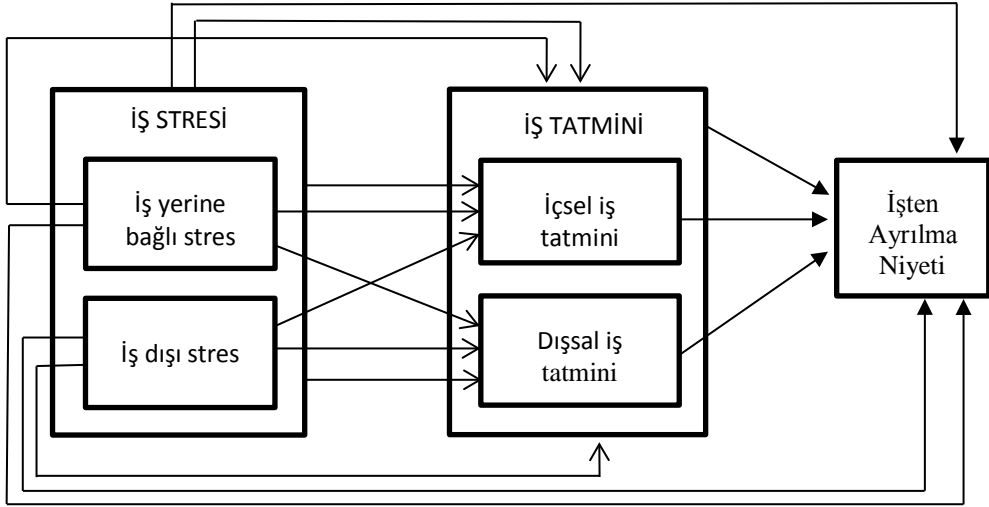 İŞ STRESİ
İş yerine
bağlı stres
İş dışı stres
İŞ TATMİNİ
İçsel iş
tatmini
Dışsal iş
tatmini
İşten
Ayrılma
Niyeti